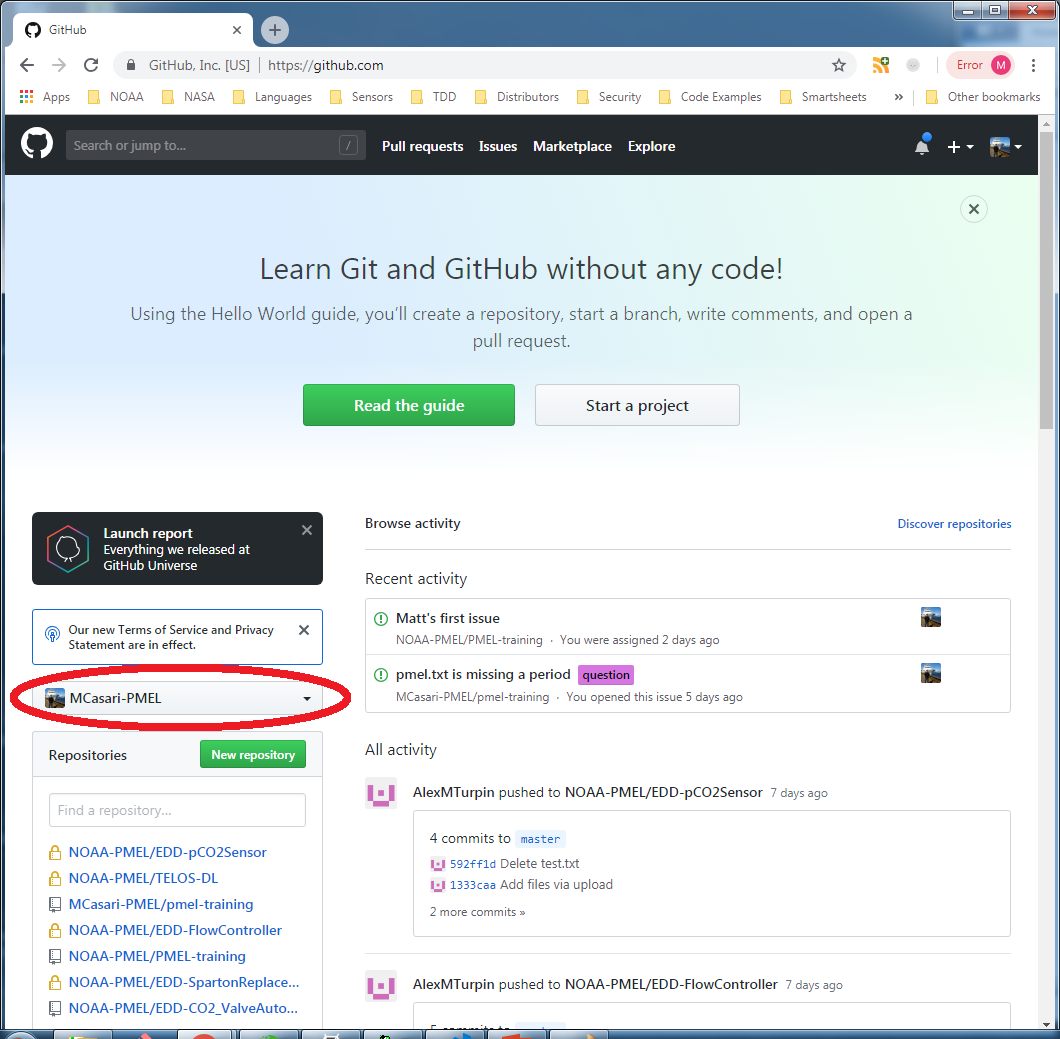 GitHub
GitHub, Inc. [US] | https://github.com
Error M
Apps NOAA NASA Languages Sensors TDD Distributors Security Code Examples Smartsheets » Other bookmarks
Search or jump to... /
Pull requests Issues Marketplace Explore
Learn Git and GitHub without any code!
Using the Hello World guide, you’ll create a repository, start a branch, write comments, and open a
pull request.
Read the guide
Start a project
Launch report
Everything we released at
GitHub Universe
Our new Terms of Service and Privacy
Statement are in effect.
MCasari-PMEL
Repositories
New repository
Find a repository...
NOAA-PMEL/EDD-pCO2Sensor
NOAA-PMEL/TELOS-DL
MCasari-PMEL/pmel-training
NOAA-PMEL/EDD-FlowController
NOAA-PMEL/PMEL-training
NOAA-PMEL/EDD-SpartonReplace...
NOAA-PMEL/EDD-CO2_ValveAuto...
Browse activity
Discover repositories
Recent activity
Matt's first issue
NOAA-PMEL/PMEL-training · You were assigned 2 days ago
pmel.txt is missing a period question
MCasari-PMEL/pmel-training · You opened this issue 5 days ago
All activity
AlexMTurpin pushed to NOAA-PMEL/EDD-pCO2Sensor 7 days ago
4 commits to master
592ff1d Delete test.txt
1333caa Add files via upload
2 more commits »
AlexMTurpin pushed to NOAA-PMEL/EDD-FlowController 7 days ago
5 commits to master